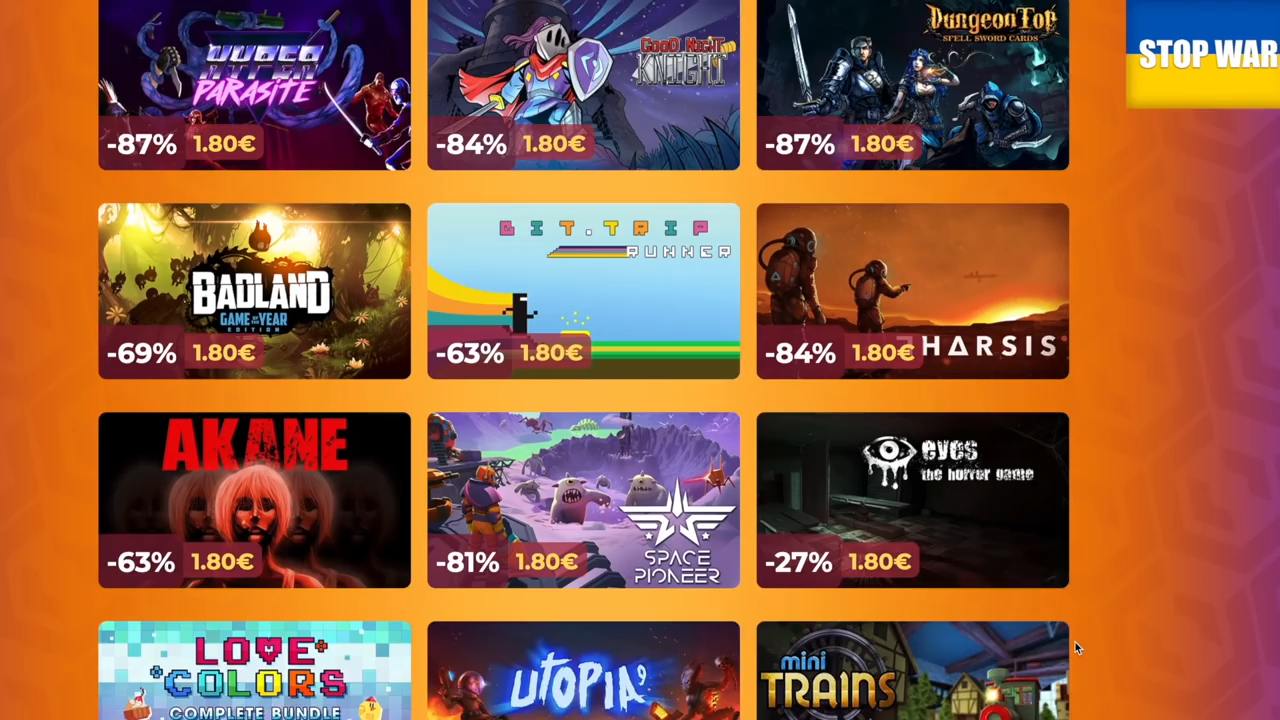 HYPER
PARASITE
-87% 1.80€
GOOD NIGHT
KNIGHT
-84% 1.80€
DUNGEONTOP
SPELL SWORD CARDS
-87% 1.80€
STOP WAR
BADLAND
GAME OF THE YEAR
EDITION
-69% 1.80€
BIT.TRIP
RUNNER
-63% 1.80€
THARSIS
-84% 1.80€
AKANE
-63% 1.80€
SPACE
PIONEER
-81% 1.80€
eyes
the horror game
-27% 1.80€
LOVE
COLORS
COMPLETE BUNDLE
UTOPIA 9
mini
TRAINS